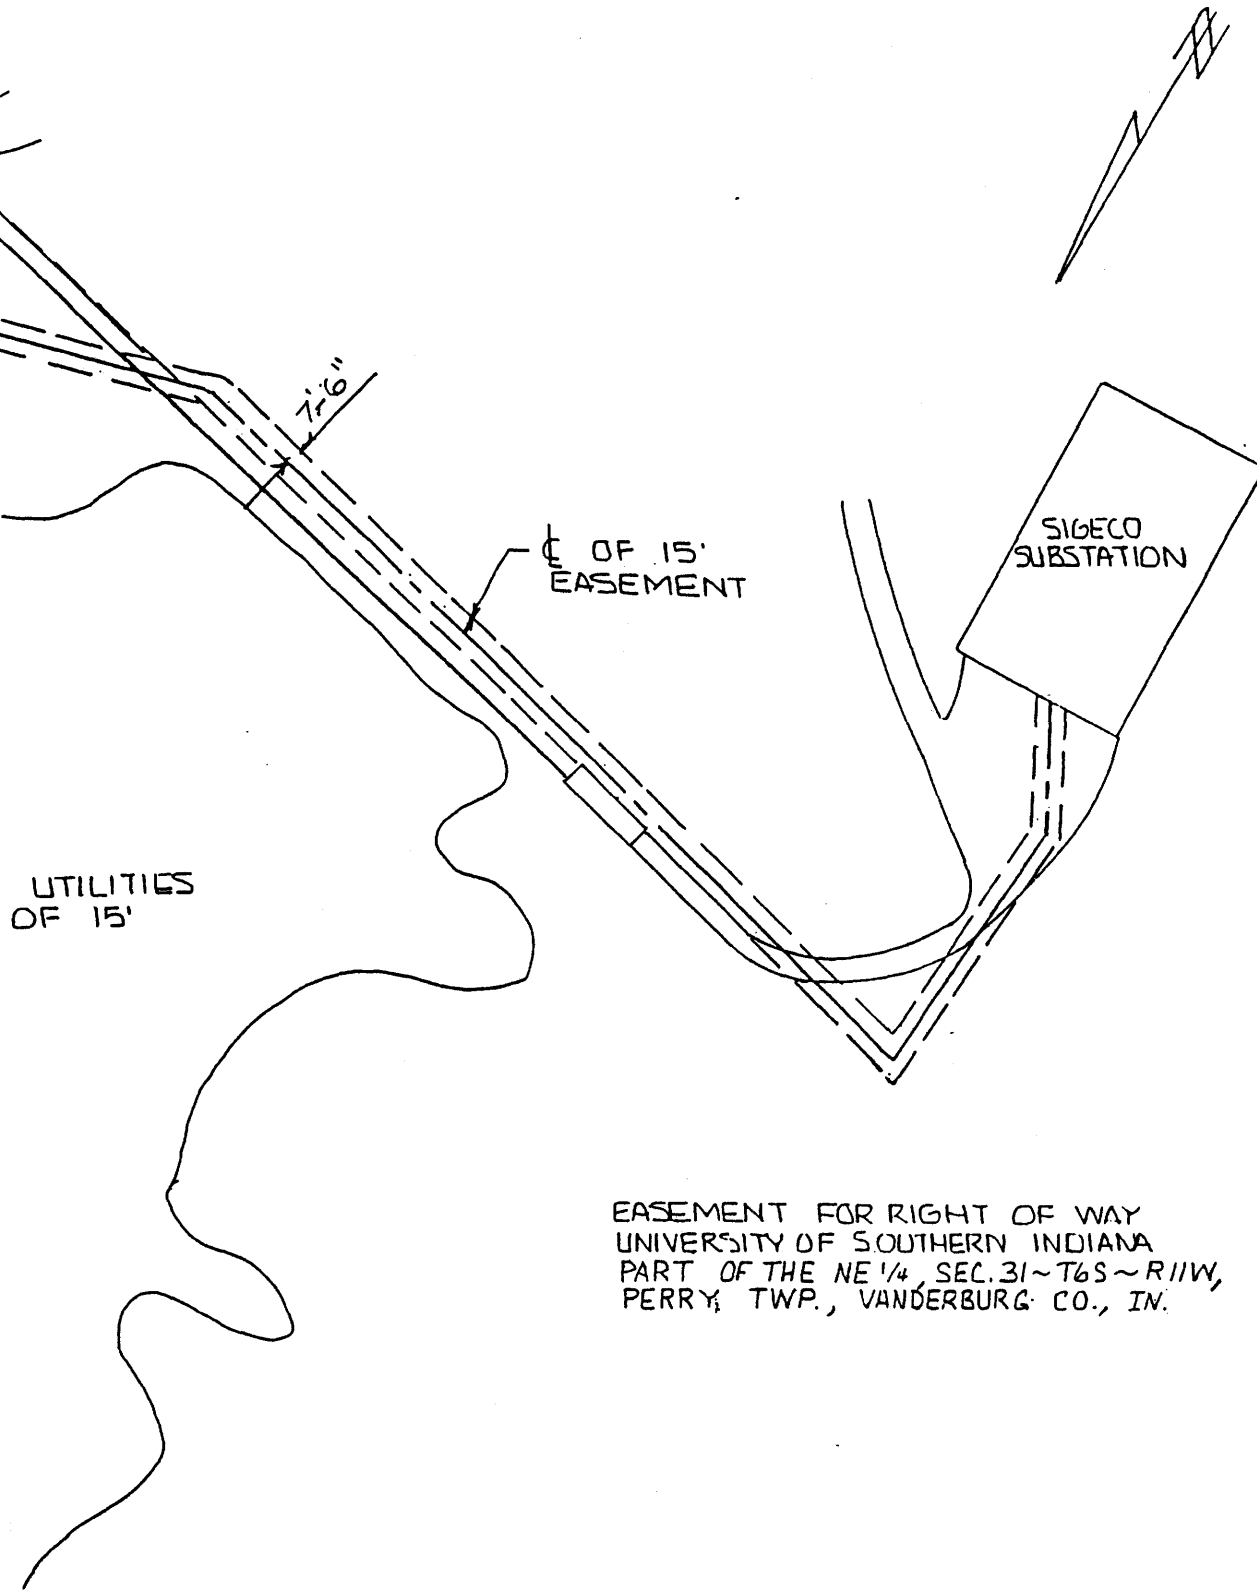 N
7'-6"
℄ OF 15'
EASEMENT
SIGECO
SUBSTATION
UTILITIES
OF 15'
EASEMENT FOR RIGHT OF WAY
UNIVERSITY OF SOUTHERN INDIANA
PART OF THE NE 1/4, SEC. 31~T6S~R11W,
PERRY, TWP., VANDERBURG CO., IN.